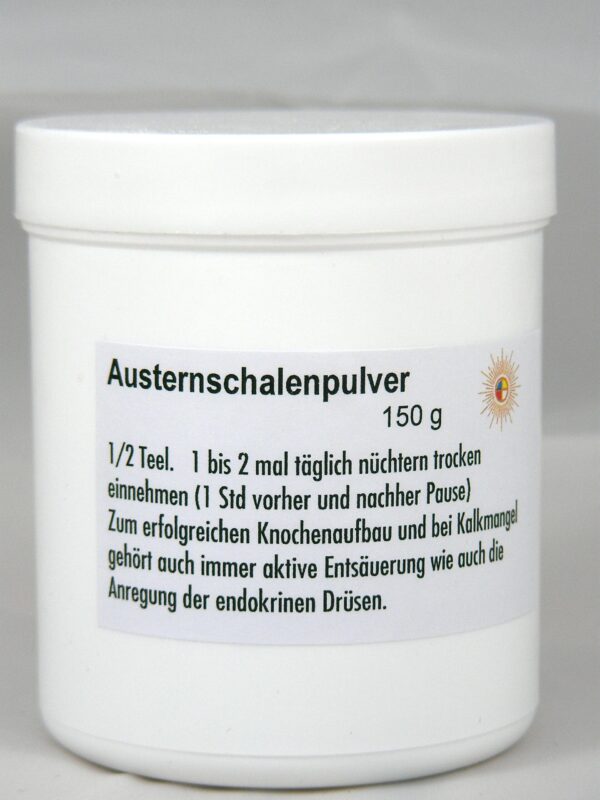 Austernschalenpulver
150 g
1/2 Teel. 1 bis 2 mal täglich nüchtern trocken
einnehmen (1 Std vorher und nachher Pause)
Zum erfolgreichen Knochenaufbau und bei Kalkmangel
gehört auch immer aktive Entsäuerung wie auch die
Anregung der endokrinen Drüsen.